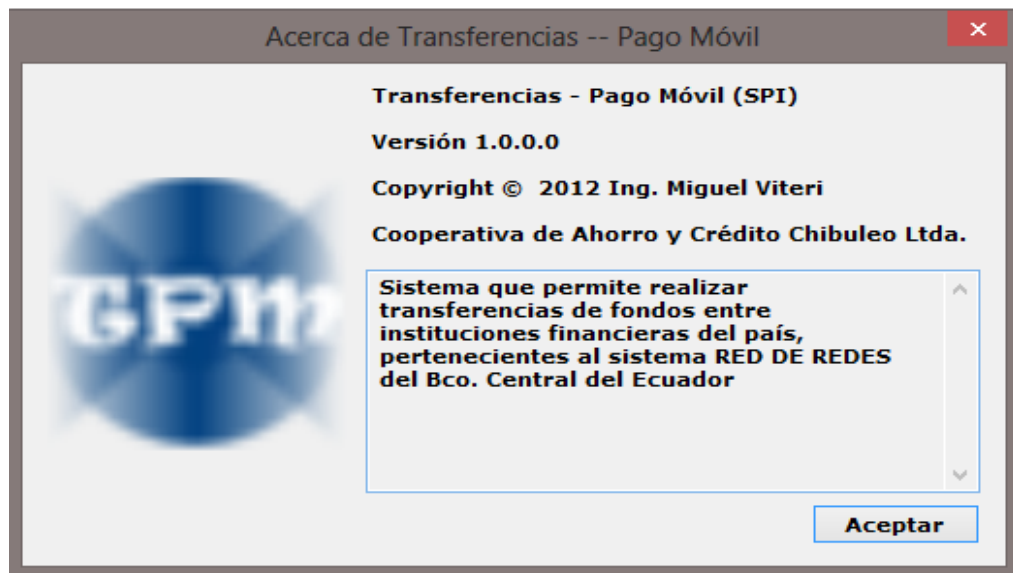 Acerca de Transferencias -- Pago Móvil
Transferencias - Pago Móvil (SPI)
Versión 1.0.0.0
Copyright © 2012 Ing. Miguel Viteri
Cooperativa de Ahorro y Crédito Chibuleo Ltda.
TPM
Sistema que permite realizar
transferencias de fondos entre
instituciones financieras del país,
pertenecientes al sistema RED DE REDES
del Bco. Central del Ecuador
Aceptar